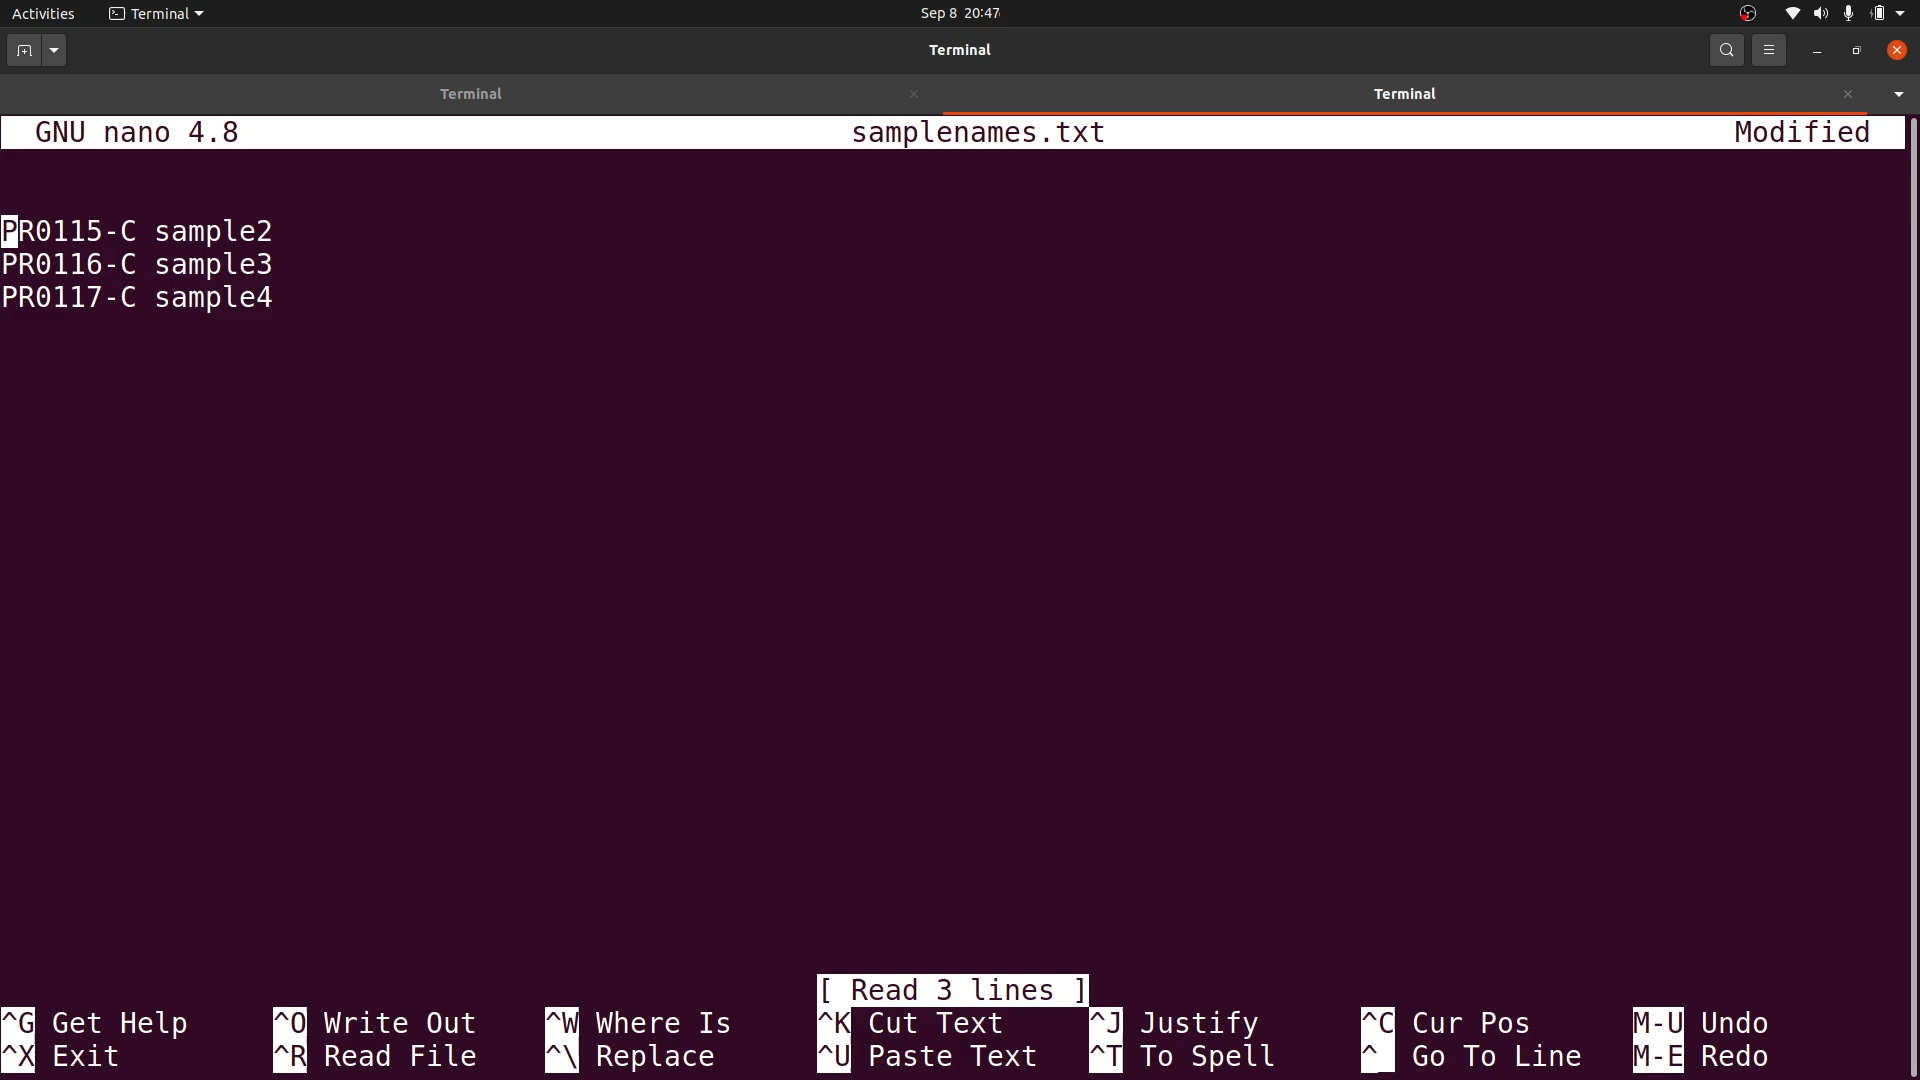 Activities Terminal Sep 8 20:47
Terminal
Terminal Terminal
GNU nano 4.8 samplenames.txt Modified
PR0115-C sample2
PR0116-C sample3
PR0117-C sample4
[ Read 3 lines ]
^G Get Help ^O Write Out ^W Where Is ^K Cut Text ^J Justify ^C Cur Pos M-U Undo
^X Exit ^R Read File ^\ Replace ^U Paste Text ^T To Spell ^_ Go To Line M-E Redo